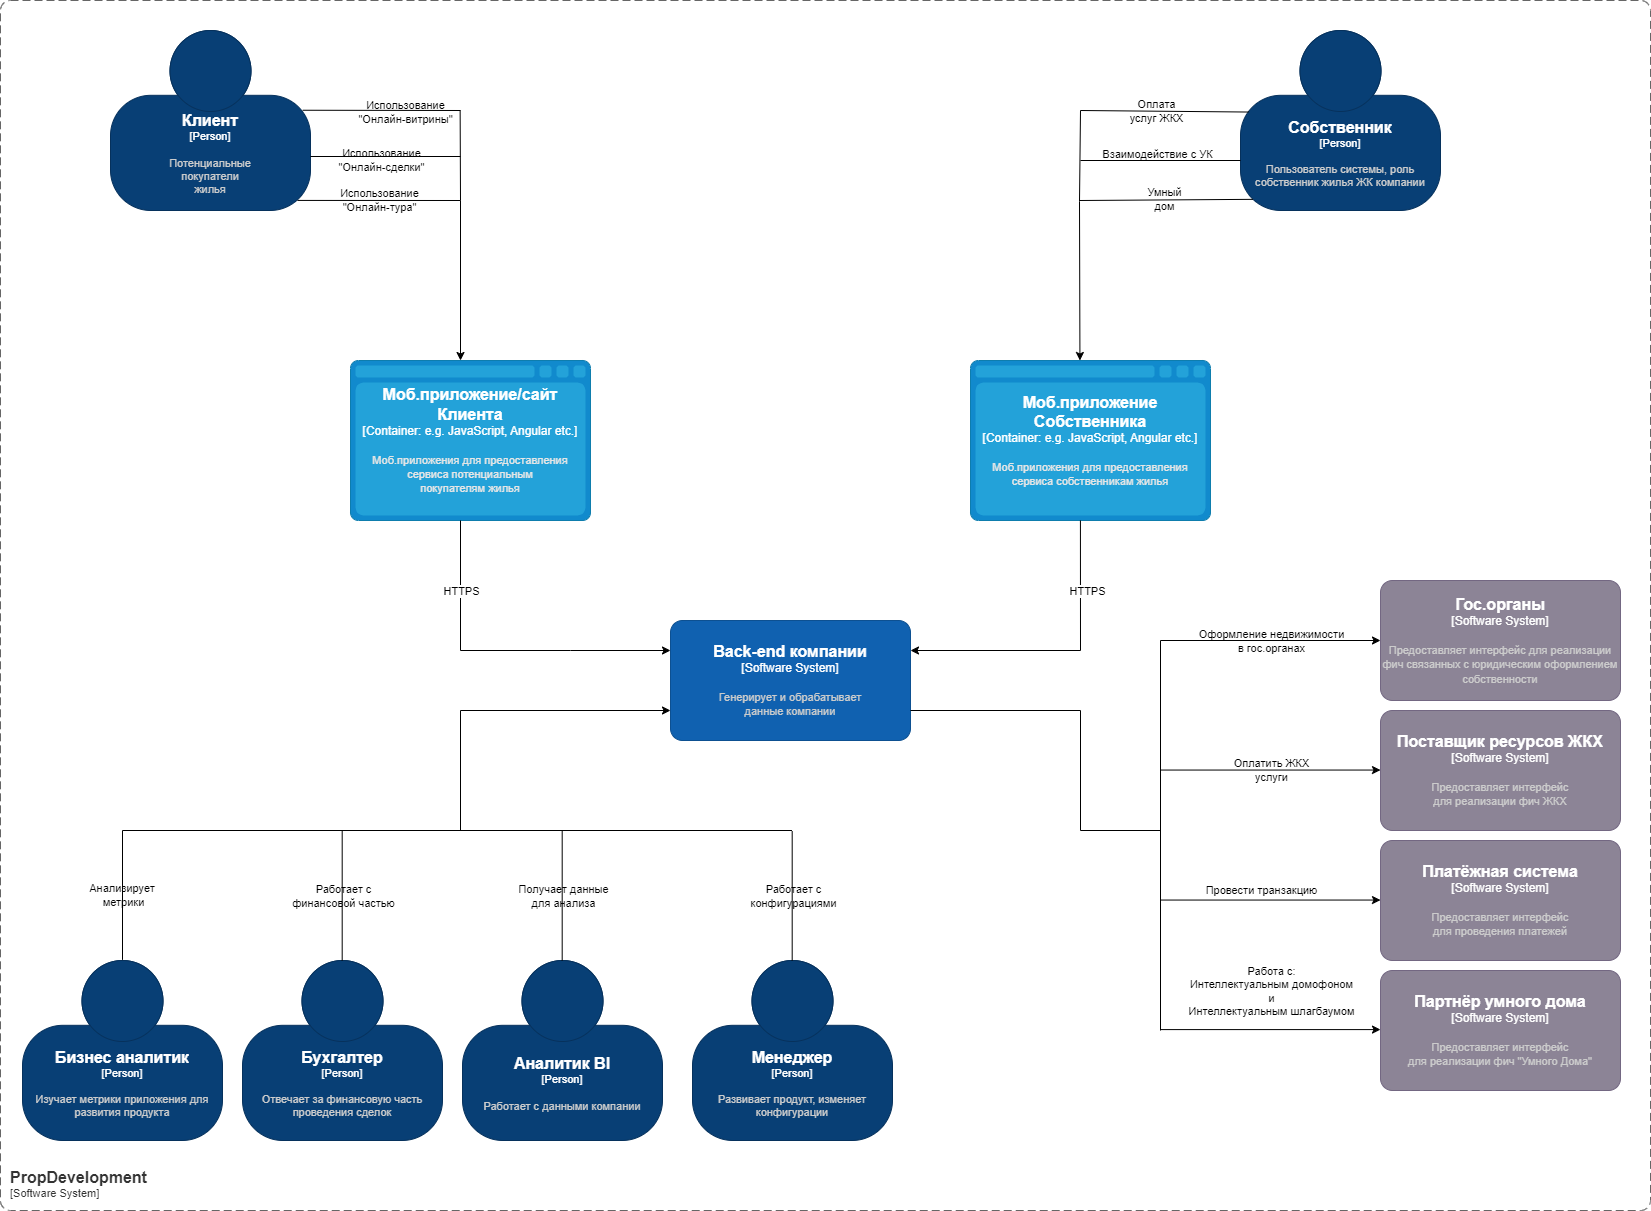 Клиент
[Person]
Потенциальные
покупатели
жилья
Использование
"Онлайн-витрины"
Использование
"Онлайн-сделки"
Использование
"Онлайн-тура"
Оплата
услуг ЖКХ
Взаимодействие с УК
Умный
дом
Собственник
[Person]
Пользователь системы, роль
собственник жилья ЖК компании
Моб.приложение/сайт
Клиента
[Container: e.g. JavaScript, Angular etc.]
Моб.приложения для предоставления
сервиса потенциальным
покупателям жилья
Моб.приложение
Собственника
[Container: e.g. JavaScript, Angular etc.]
Моб.приложения для предоставления
сервиса собственникам жилья
HTTPS
HTTPS
Back-end компании
[Software System]
Генерирует и обрабатывает
данные компании
Оформление недвижимости
в гос.органах
Гос.органы
[Software System]
Предоставляет интерфейс для реализации
фич связанных с юридическим оформлением
собственности
Оплатить ЖКХ
услуги
Поставщик ресурсов ЖКХ
[Software System]
Предоставляет интерфейс
для реализации фич ЖКХ
Провести транзакцию
Платёжная система
[Software System]
Предоставляет интерфейс
для проведения платежей
Работа с:
Интеллектуальным домофоном
и
Интеллектуальным шлагбаумом
Партнёр умного дома
[Software System]
Предоставляет интерфейс
для реализации фич "Умного Дома"
Анализирует
метрики
Работает с
финансовой частью
Получает данные
для анализа
Работает с
конфигурациями
Бизнес аналитик
[Person]
Изучает метрики приложения для
развития продукта
Бухгалтер
[Person]
Отвечает за финансовую часть
проведения сделок
Аналитик BI
[Person]
Работает с данными компании
Менеджер
[Person]
Развивает продукт, изменяет
конфигурации
PropDevelopment
[Software System]